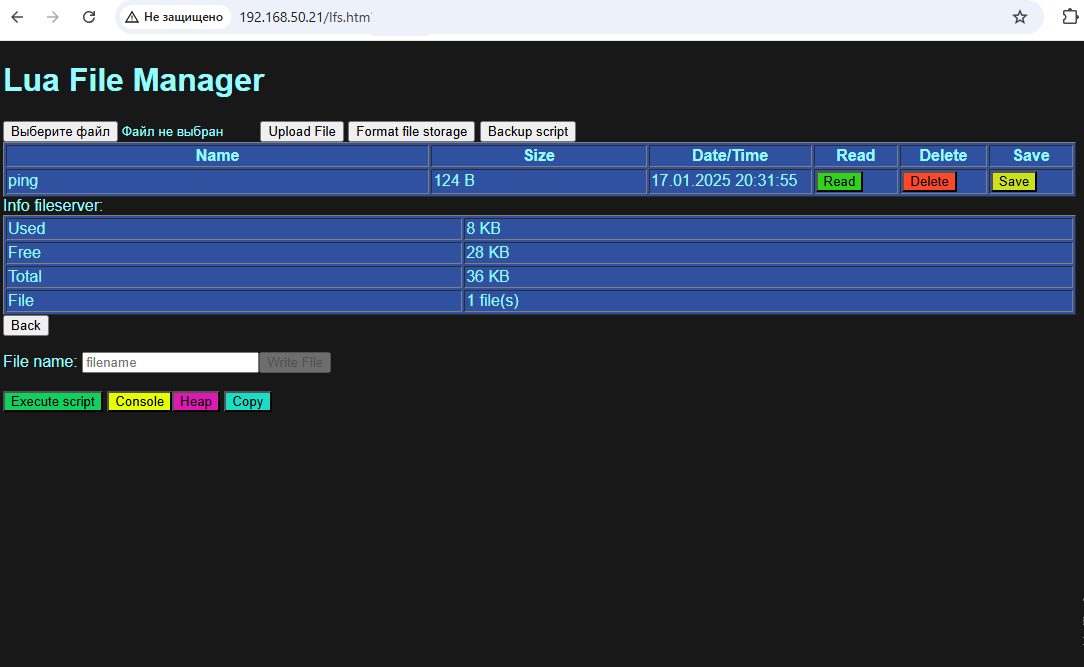 Не защищено 192.168.50.21/lfs.htm
Lua File Manager
Выберите файл Файл не выбран Upload File Format file storage Backup script
Name Size Date/Time Read Delete Save
ping 124 B 17.01.2025 20:31:55 Read Delete Save
Info fileserver:
Used 8 KB
Free 28 KB
Total 36 KB
File 1 file(s)
Back
File name: filename Write File
Execute script Console Heap Copy